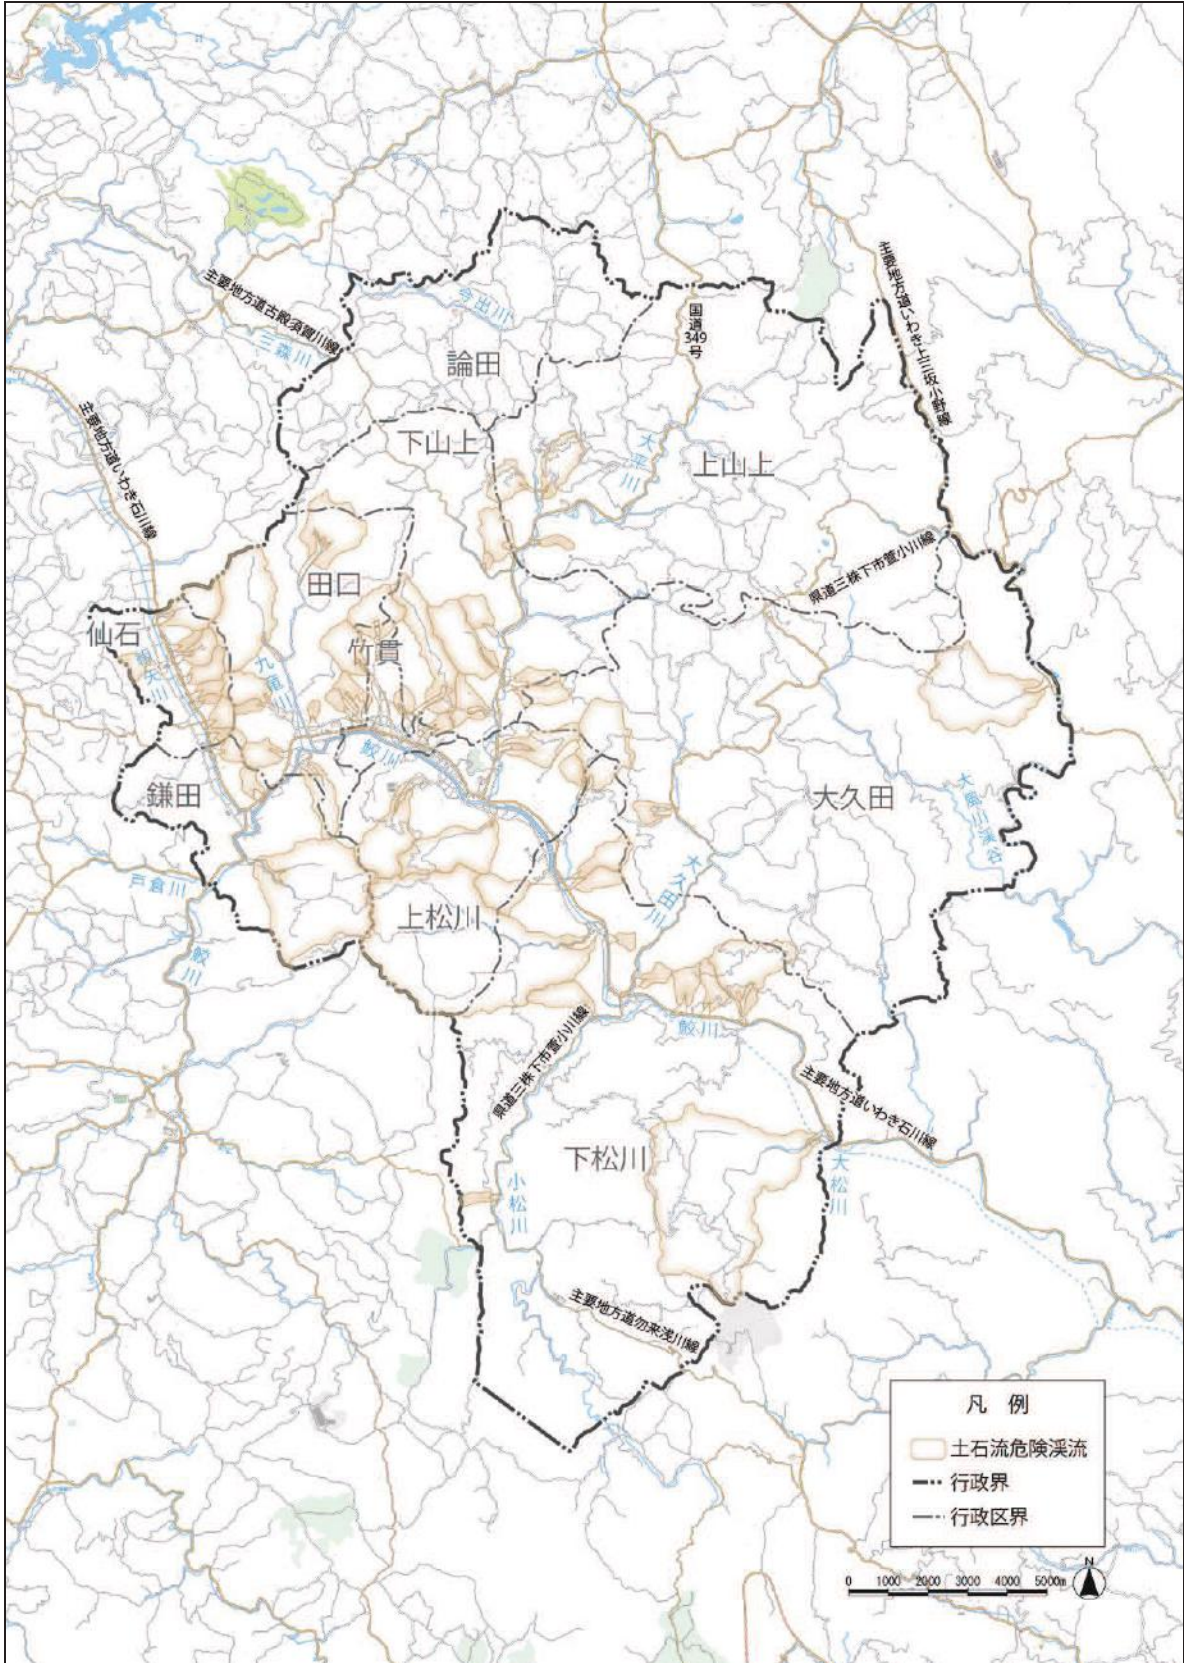 主要地方道古殿須賀川線
今出川
三森川
国道349号
主要地方道いわき上三坂小野線
論田
主要地方道いわき石川線
下山上
大平川
上山上
田口
県道三株下市萱小川線
仙石
竹貫
九竜川
鮫川
鎌田
大久田
大風川渓谷
戸倉川
大久田川
上松川
鮫川
鮫川
県道三株下市萱小川線
主要地方道いわき石川線
下松川
小松川
大松川
主要地方道勿来浅川線
凡 例
土石流危険渓流
行政界
行政区界
N
0 1000 2000 3000 4000 5000m